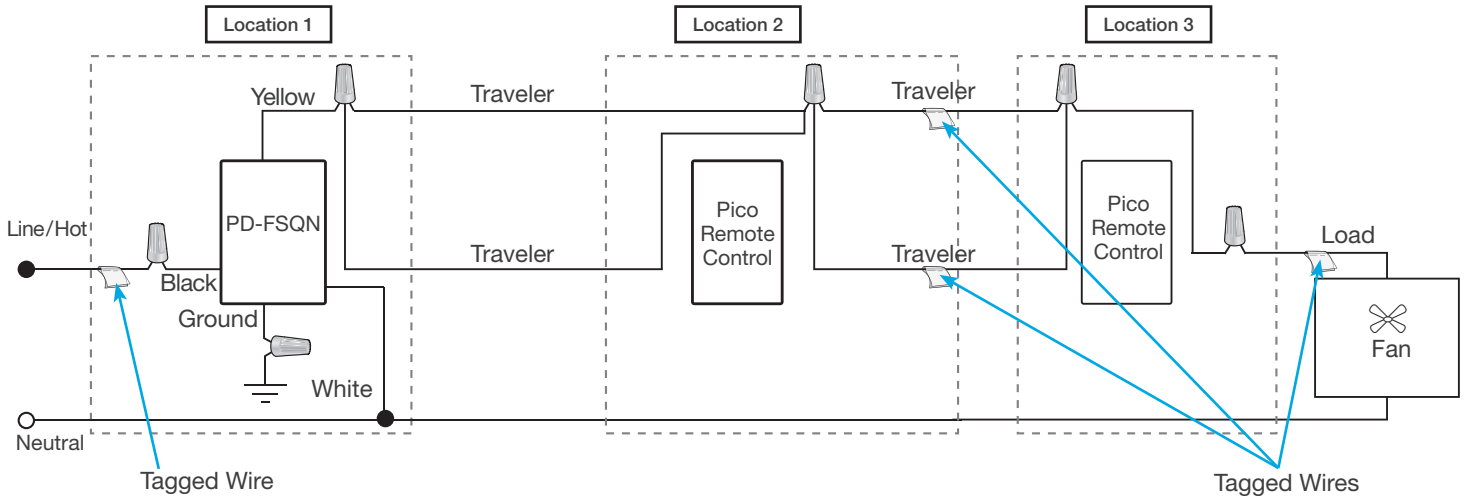 Location 1
Location 2
Location 3
Yellow
Traveler
Traveler
Line/Hot
PD-FSQN
Pico
Remote
Control
Pico
Remote
Control
Black
Traveler
Traveler
Load
Ground
Fan
White
Neutral
Tagged Wire
Tagged Wires